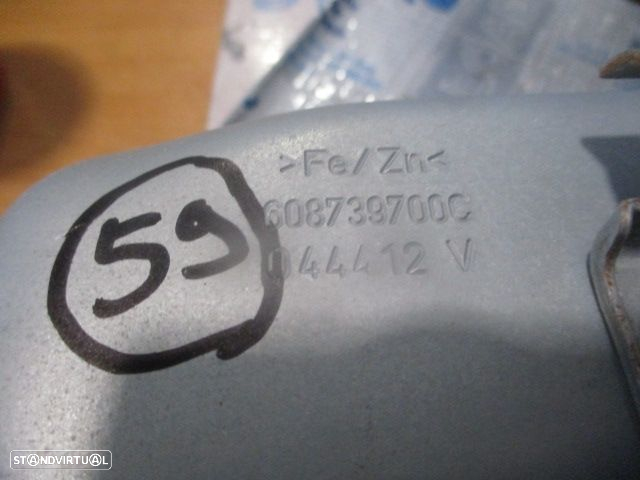 >Fe/Zn<
608739700C
044412 V
59
STANDVIRTUAL